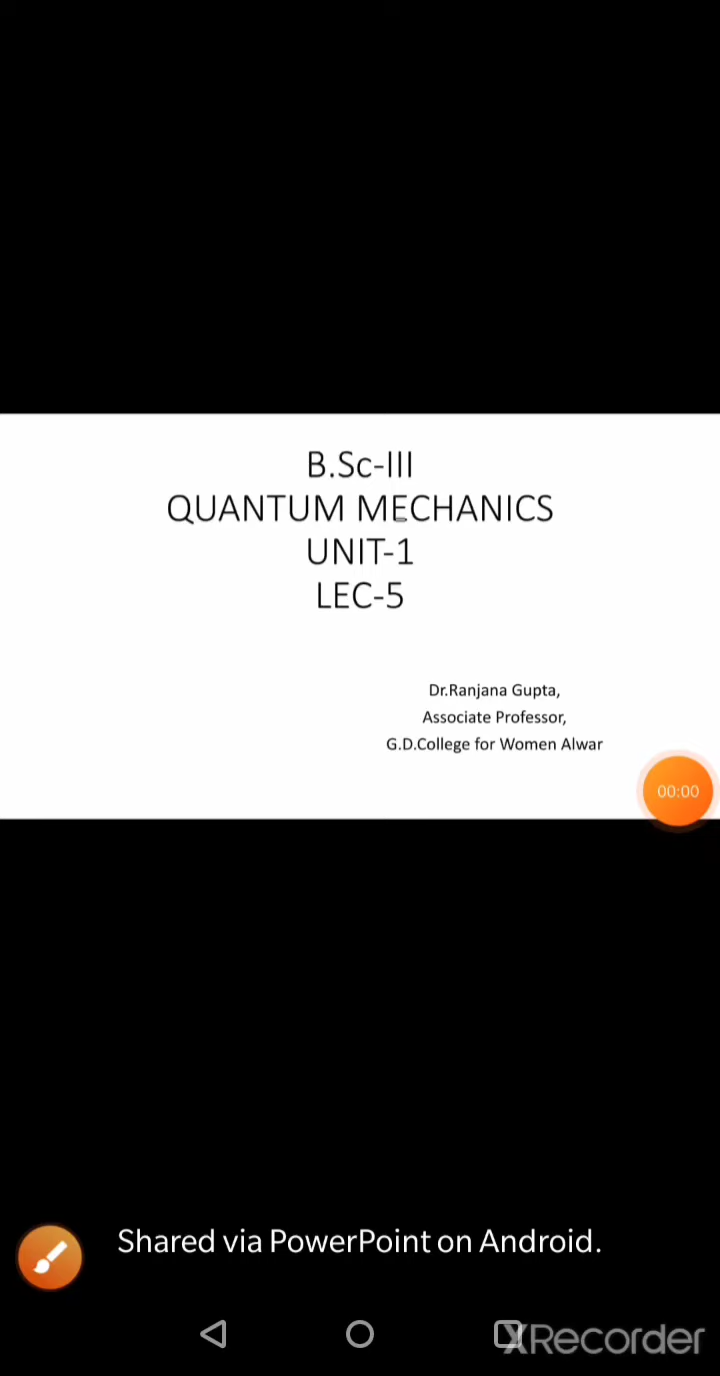 B.Sc-III
QUANTUM MECHANICS
UNIT-1
LEC-5
Dr.Ranjana Gupta,
Associate Professor,
G.D.College for Women Alwar
00:00
Shared via PowerPoint on Android.
XRecorder